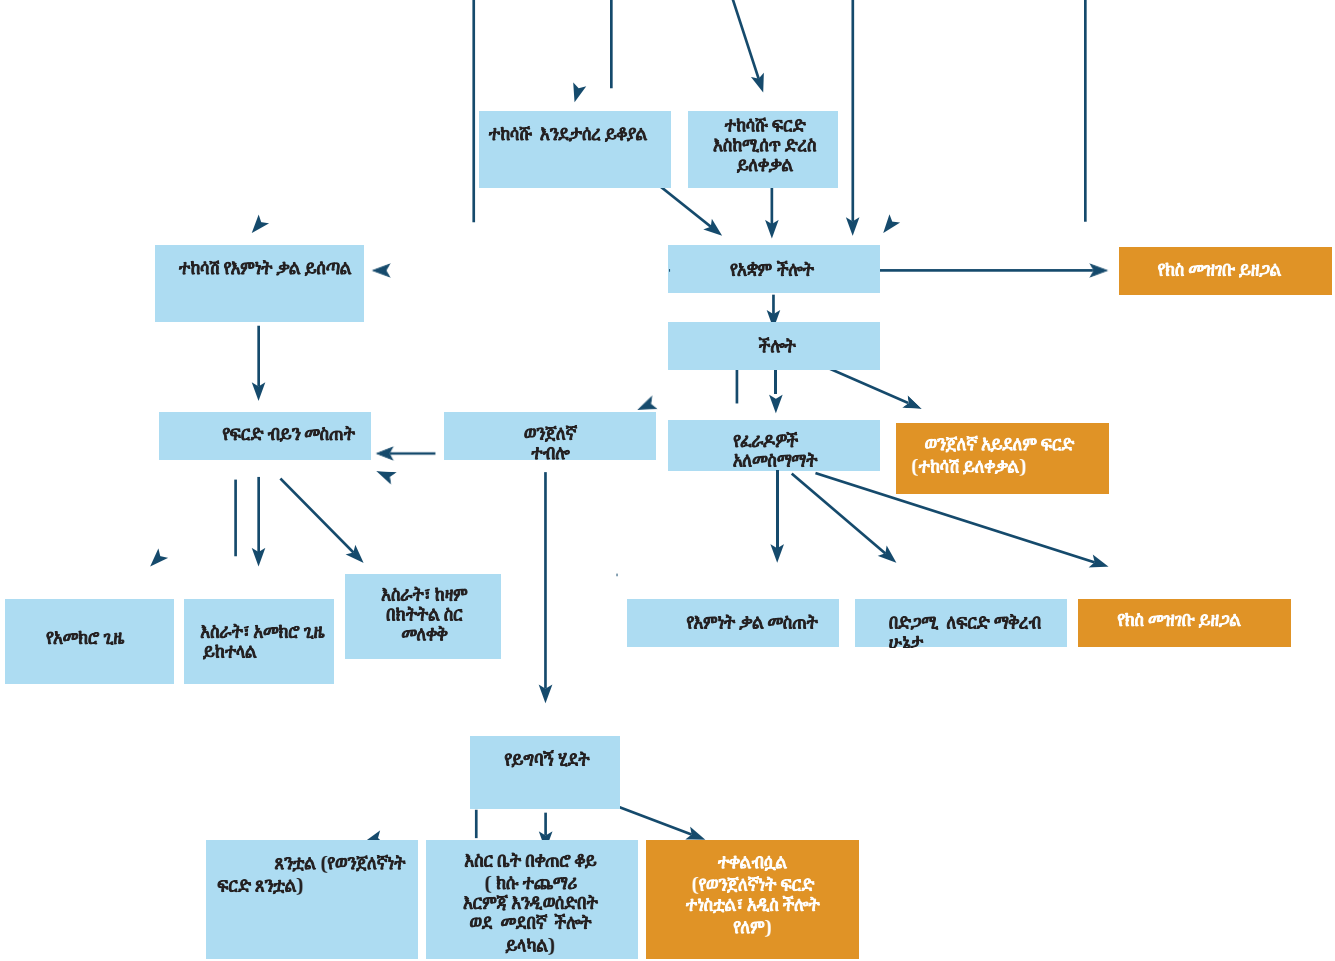 ተከሳሹ እንደታሰረ ይቆያል
ተከሳሹ ፍርድ
እስከሚሰጥ ድረስ
ይለቀቃል
ተከሳሽ የእምነት ቃል ይሰጣል
የአቋም ችሎት
የክስ መዝገቡ ይዘጋል
ችሎት
የፍርድ ብይን መስጠት
ወንጀለኛ
ተብሎ
የፈራዶዎች
አለመስማማት
ወንጀለኛ አይደለም ፍርድ
(ተከሳሽ ይለቀቃል)
የአመክሮ ጊዜ
እስራት፣ አመክሮ ጊዜ
ይከተላል
እስራት፣ ከዛም
በክትትል ስር
መለቀቅ
የእምነት ቃል መስጠት
በድጋሚ ለፍርድ ማቅረብ
ሁኔታ
የክስ መዝገቡ ይዘጋል
የይግባኝ ሂደት
ጸንቷል (የወንጀለኛነት
ፍርድ ጸንቷል)
እስር ቤት በቀጠሮ ቆይ
( ክሱ ተጨማሪ
እርምጃ እንዲወሰድበት
ወደ መደበኛ ችሎት
ይላካል)
ተቀልብሷል
(የወንጀለኛነት ፍርድ
ተነስቷል፣ አዲስ ችሎት
የለም)